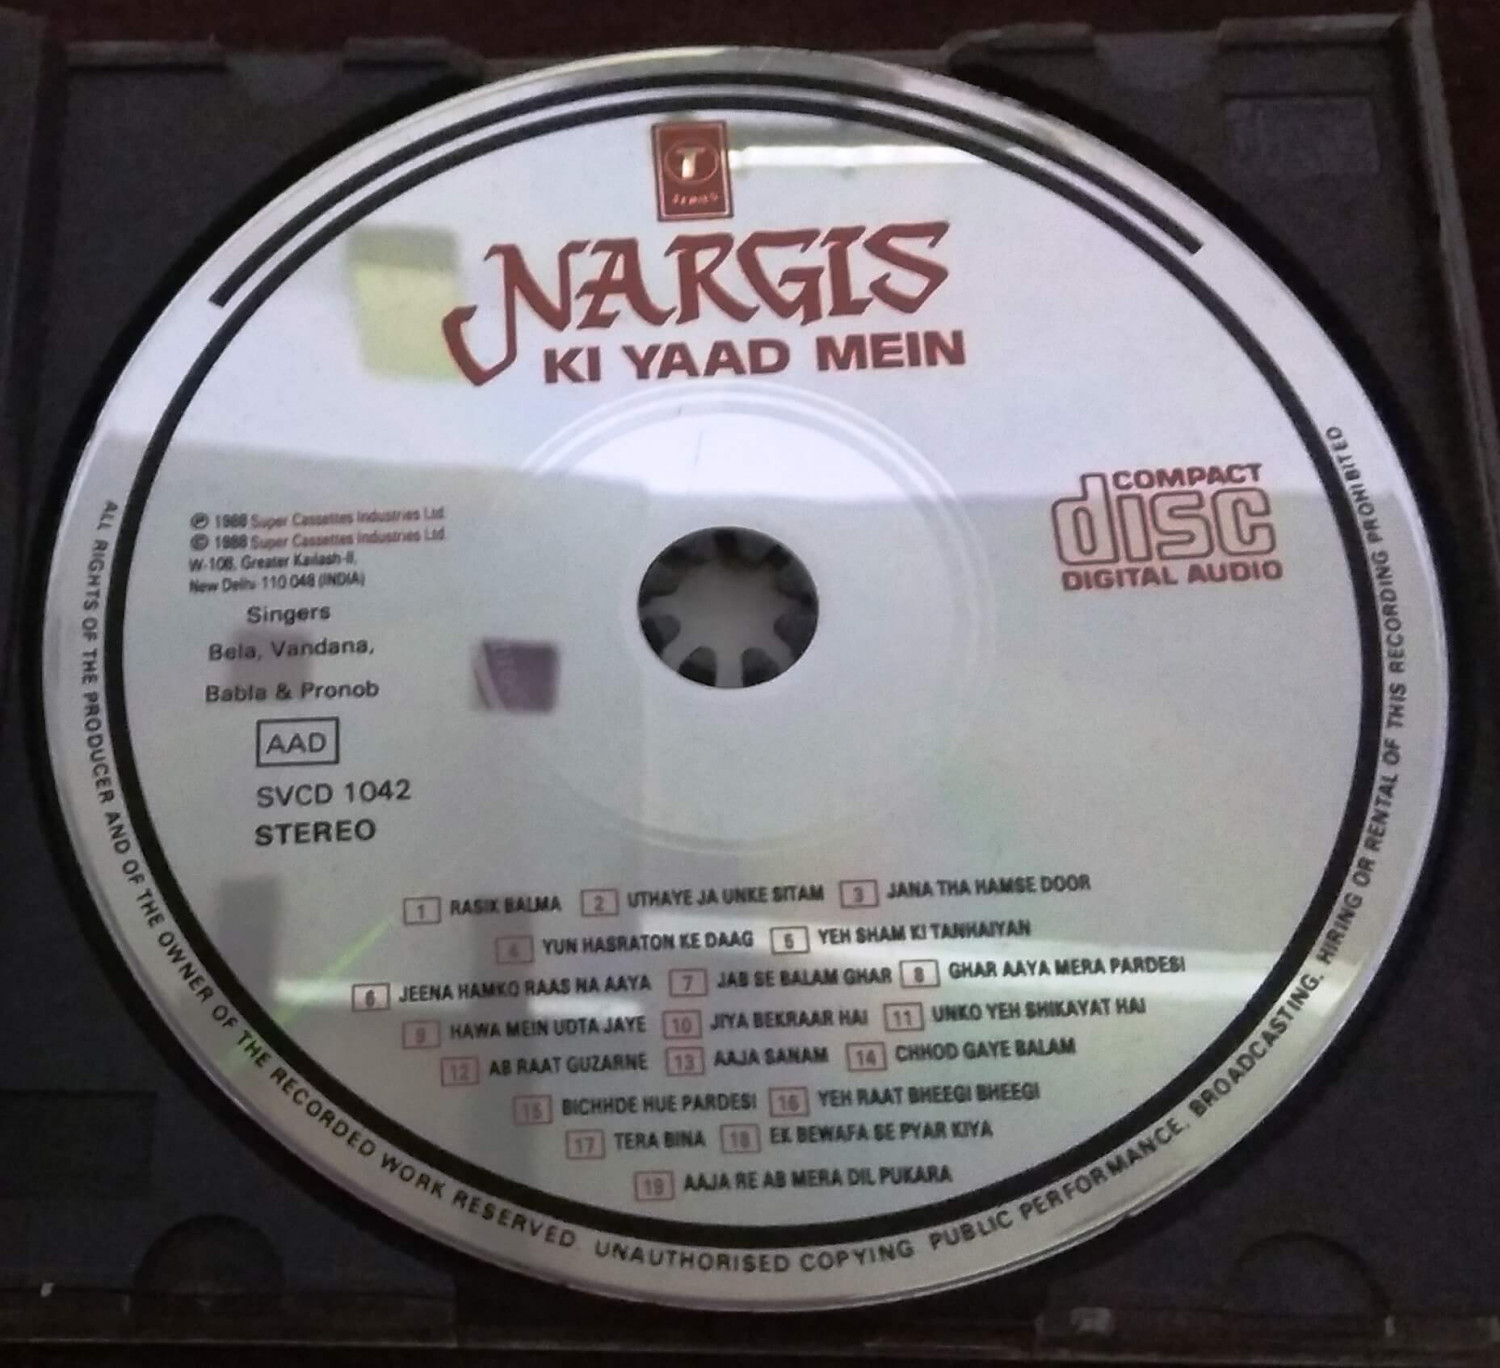 T
SERIES
NARGIS
KI YAAD MEIN
COMPACT
disc
DIGITAL AUDIO
℗ 1988 Super Cassettes Industries Ltd
© 1988 Super Cassettes Industries Ltd.
W-108, Greater Kailash-II,
New Delhi 110 048 (INDIA)
Singers
Bela, Vandana,
Babla & Pronob
AAD
SVCD 1042
STEREO
1 RASIK BALMA 2 UTHAYE JA UNKE SITAM 3 JANA THA HAMSE DOOR
4 YUN HASRATON KE DAAG 5 YEH SHAM KI TANHAIYAN
6 JEENA HAMKO RAAS NA AAYA 7 JAB SE BALAM GHAR 8 GHAR AAYA MERA PARDESI
9 HAWA MEIN UDTA JAYE 10 JIYA BEKRAAR HAI 11 UNKO YEH SHIKAYAT HAI
12 AB RAAT GUZARNE 13 AAJA SANAM 14 CHHOD GAYE BALAM
15 BICHHDE HUE PARDESI 16 YEH RAAT BHEEGI BHEEGI
17 TERA BINA 18 EK BEWAFA SE PYAR KIYA
19 AAJA RE AB MERA DIL PUKARA
ALL RIGHTS OF THE PRODUCER AND OF THE OWNER OF THE RECORDED WORK RESERVED. UNAUTHORISED COPYING PUBLIC PERFORMANCE. BROADCASTING. HIRING OR RENTAL OF THIS RECORDING PROHIBITED